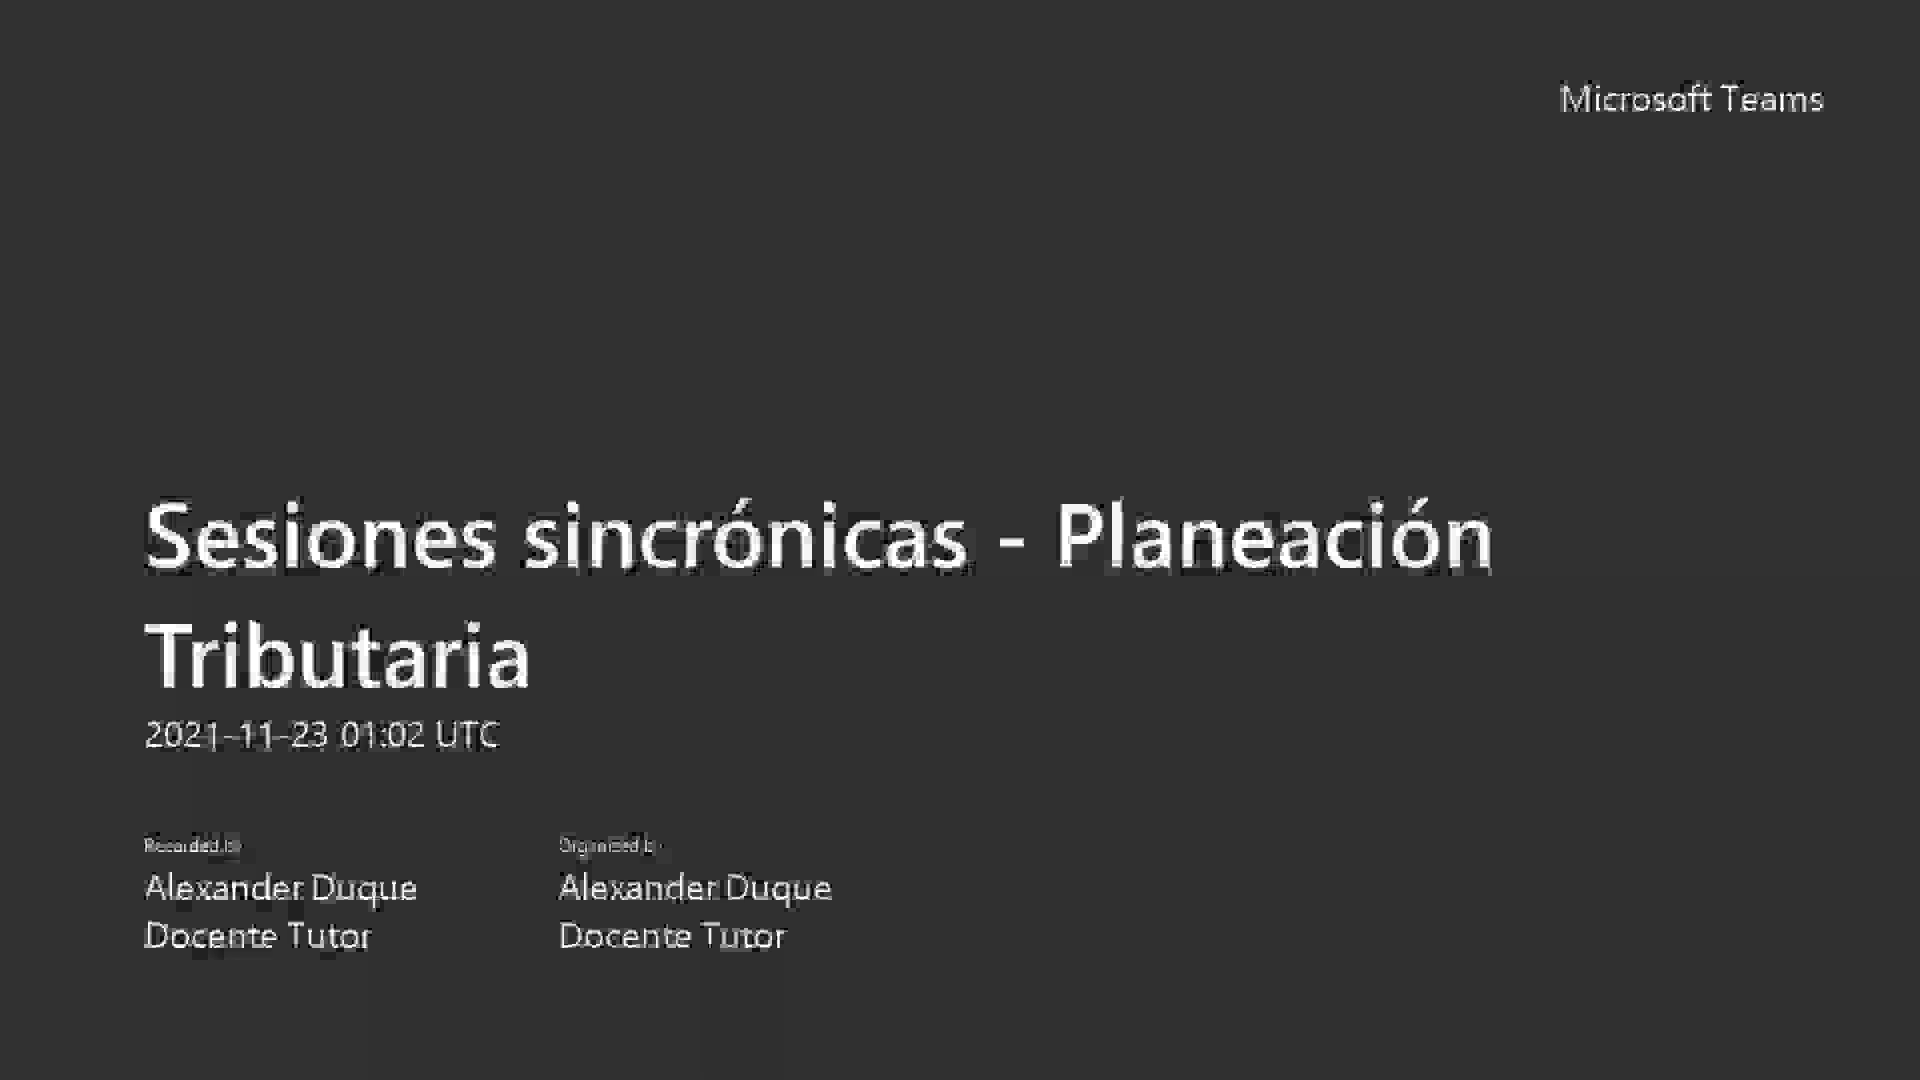 Microsoft Teams
Sesiones sincrónicas - Planeación
Tributaria
2021-11-23 01:02 UTC
Recorded by
Organized by
Alexander Duque
Alexander Duque
Docente Tutor
Docente Tutor